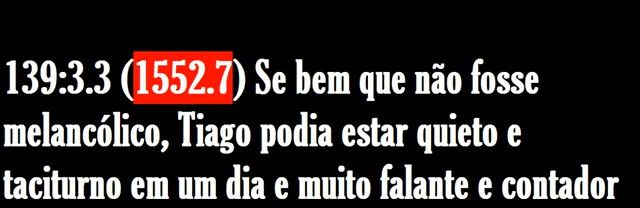 139:3.3 (1552.7) Se bem que não fosse
melancólico, Tiago podia estar quieto e
taciturno em um dia e muito falante e contador